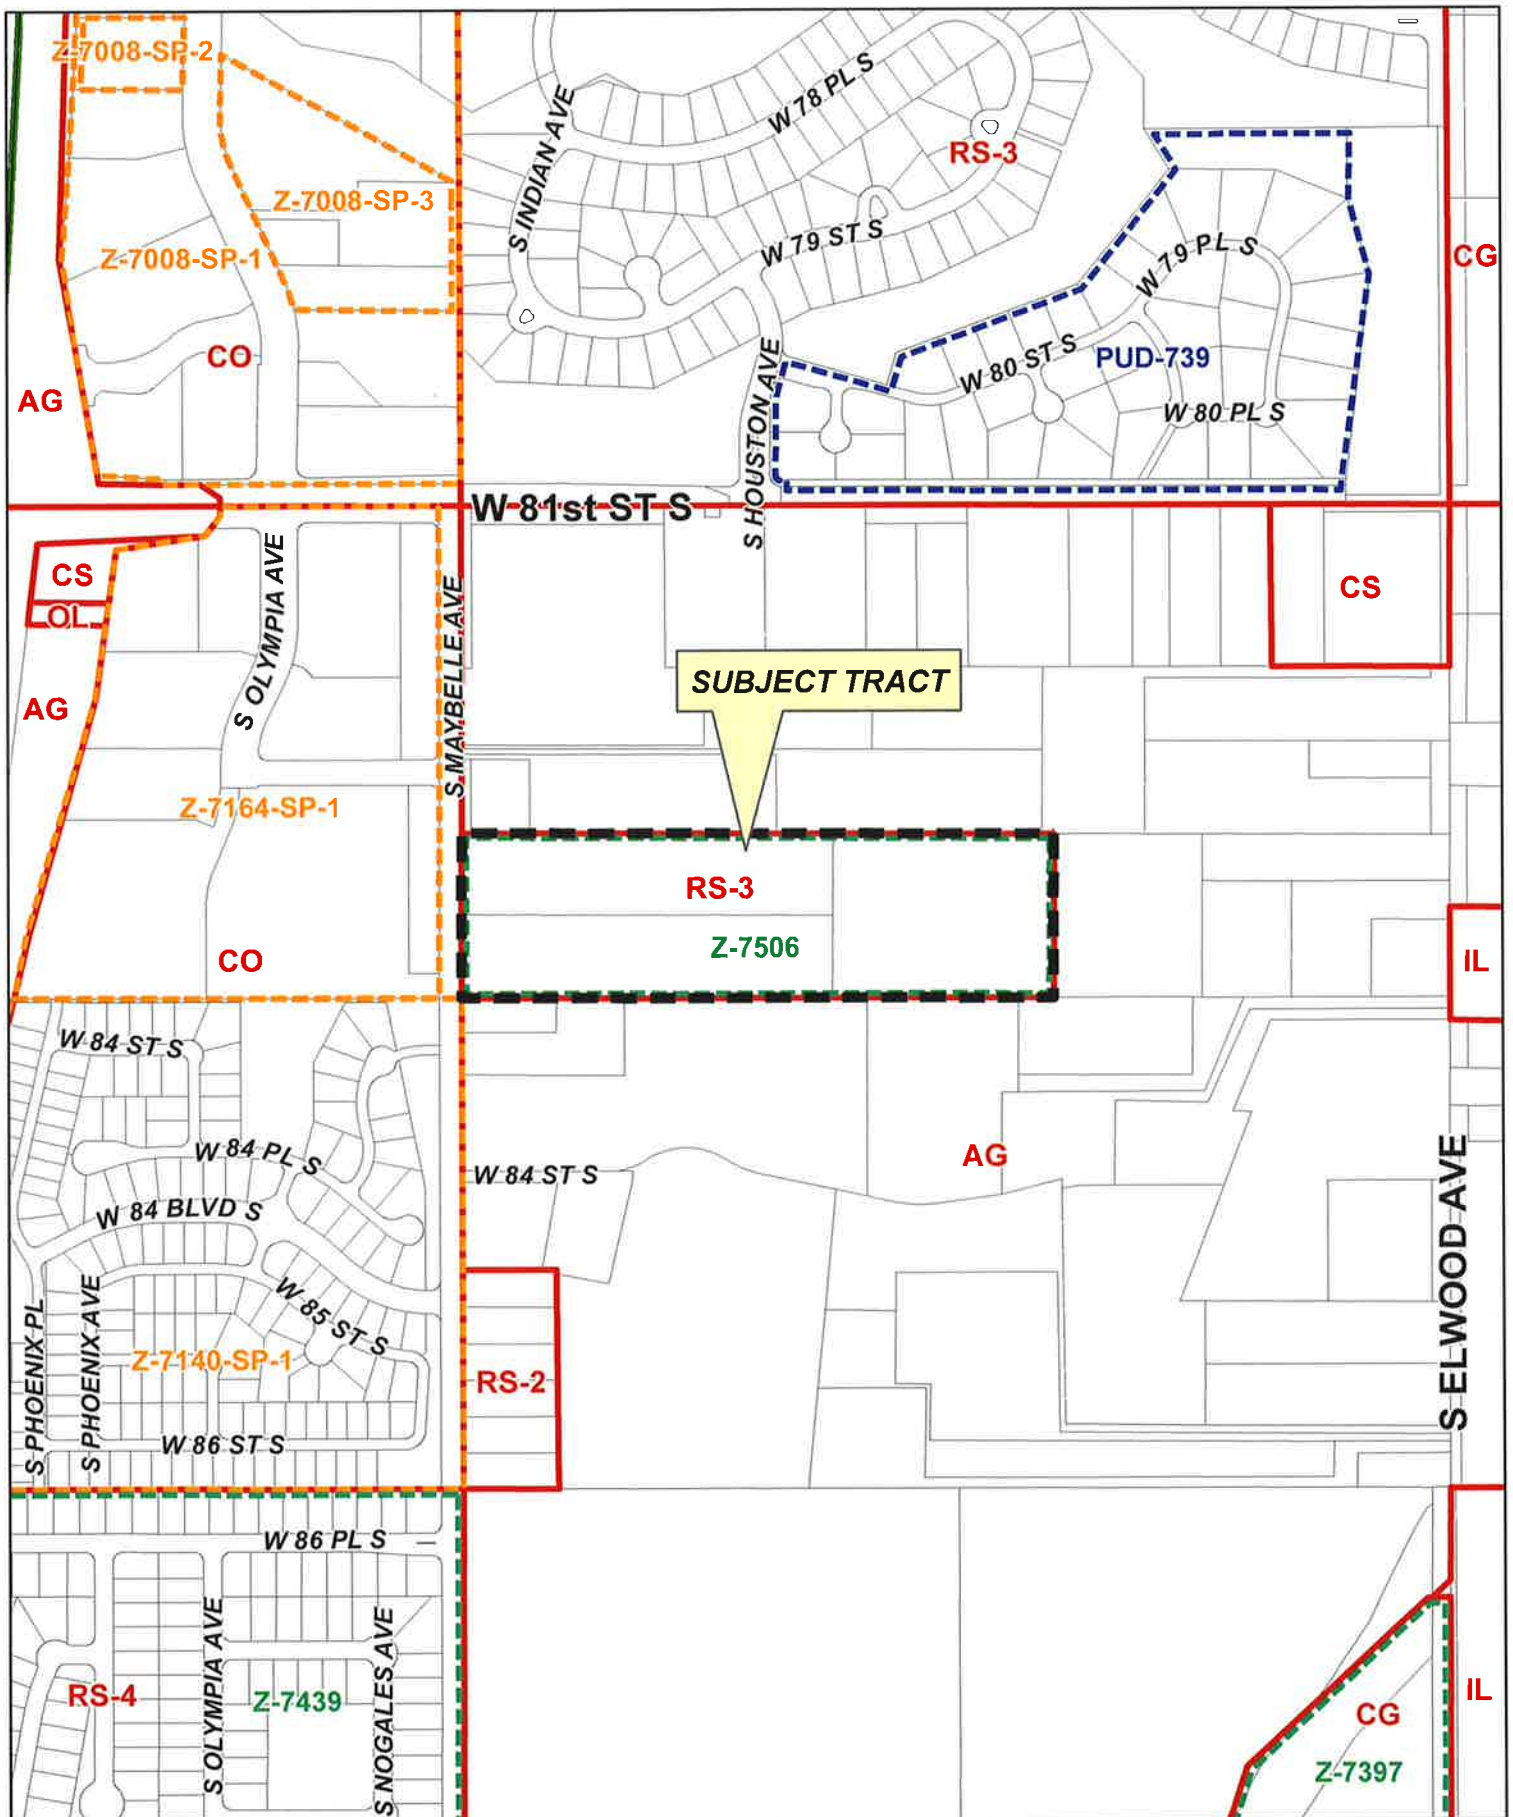 Z-7008-SP-2
W 78 PL S
S INDIAN AVE
RS-3
Z-7008-SP-3
W 79 ST S
W 79 PL S
Z-7008-SP-1
CG
CO
W 80 ST S
PUD-739
AG
W 80 PL S
S HOUSTON AVE
W 81st ST S
CS
OL
S OLYMPIA AVE
S MAYBELLE AVE
CS
SUBJECT TRACT
AG
Z-7164-SP-1
RS-3
Z-7506
CO
IL
W 84 ST S
W 84 PL S
AG
W 84 ST S
W 84 BLVD S
S ELWOOD AVE
W 85 ST S
S PHOENIX PL
S PHOENIX AVE
Z-7140-SP-1
RS-2
W 86 ST S
W 86 PL S
RS-4
S OLYMPIA AVE
Z-7439
S NOGALES AVE
IL
CG
Z-7397